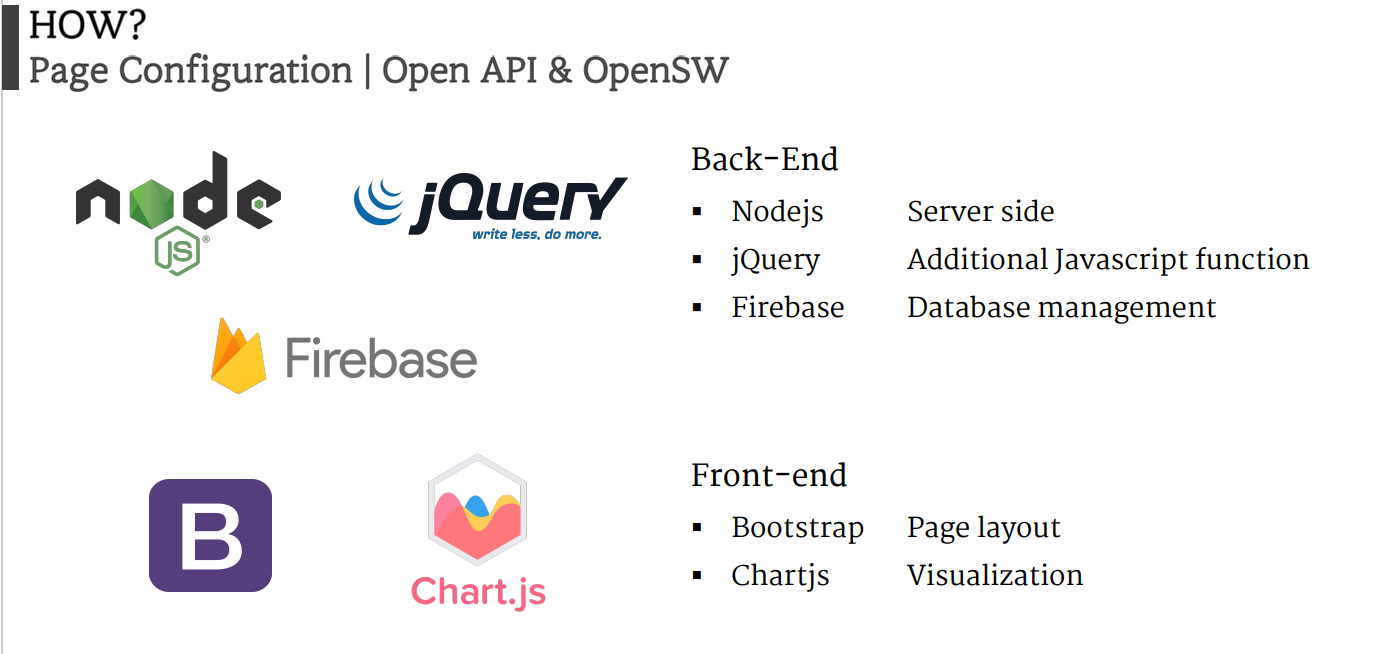 HOW?
Page Configuration | Open API & OpenSW
node
JS ®
jQuery
write less, do more.
Firebase
Back-End
▪ Nodejs Server side
▪ jQuery Additional Javascript function
▪ Firebase Database management
B
Chart.js
Front-end
▪ Bootstrap Page layout
▪ Chartjs Visualization